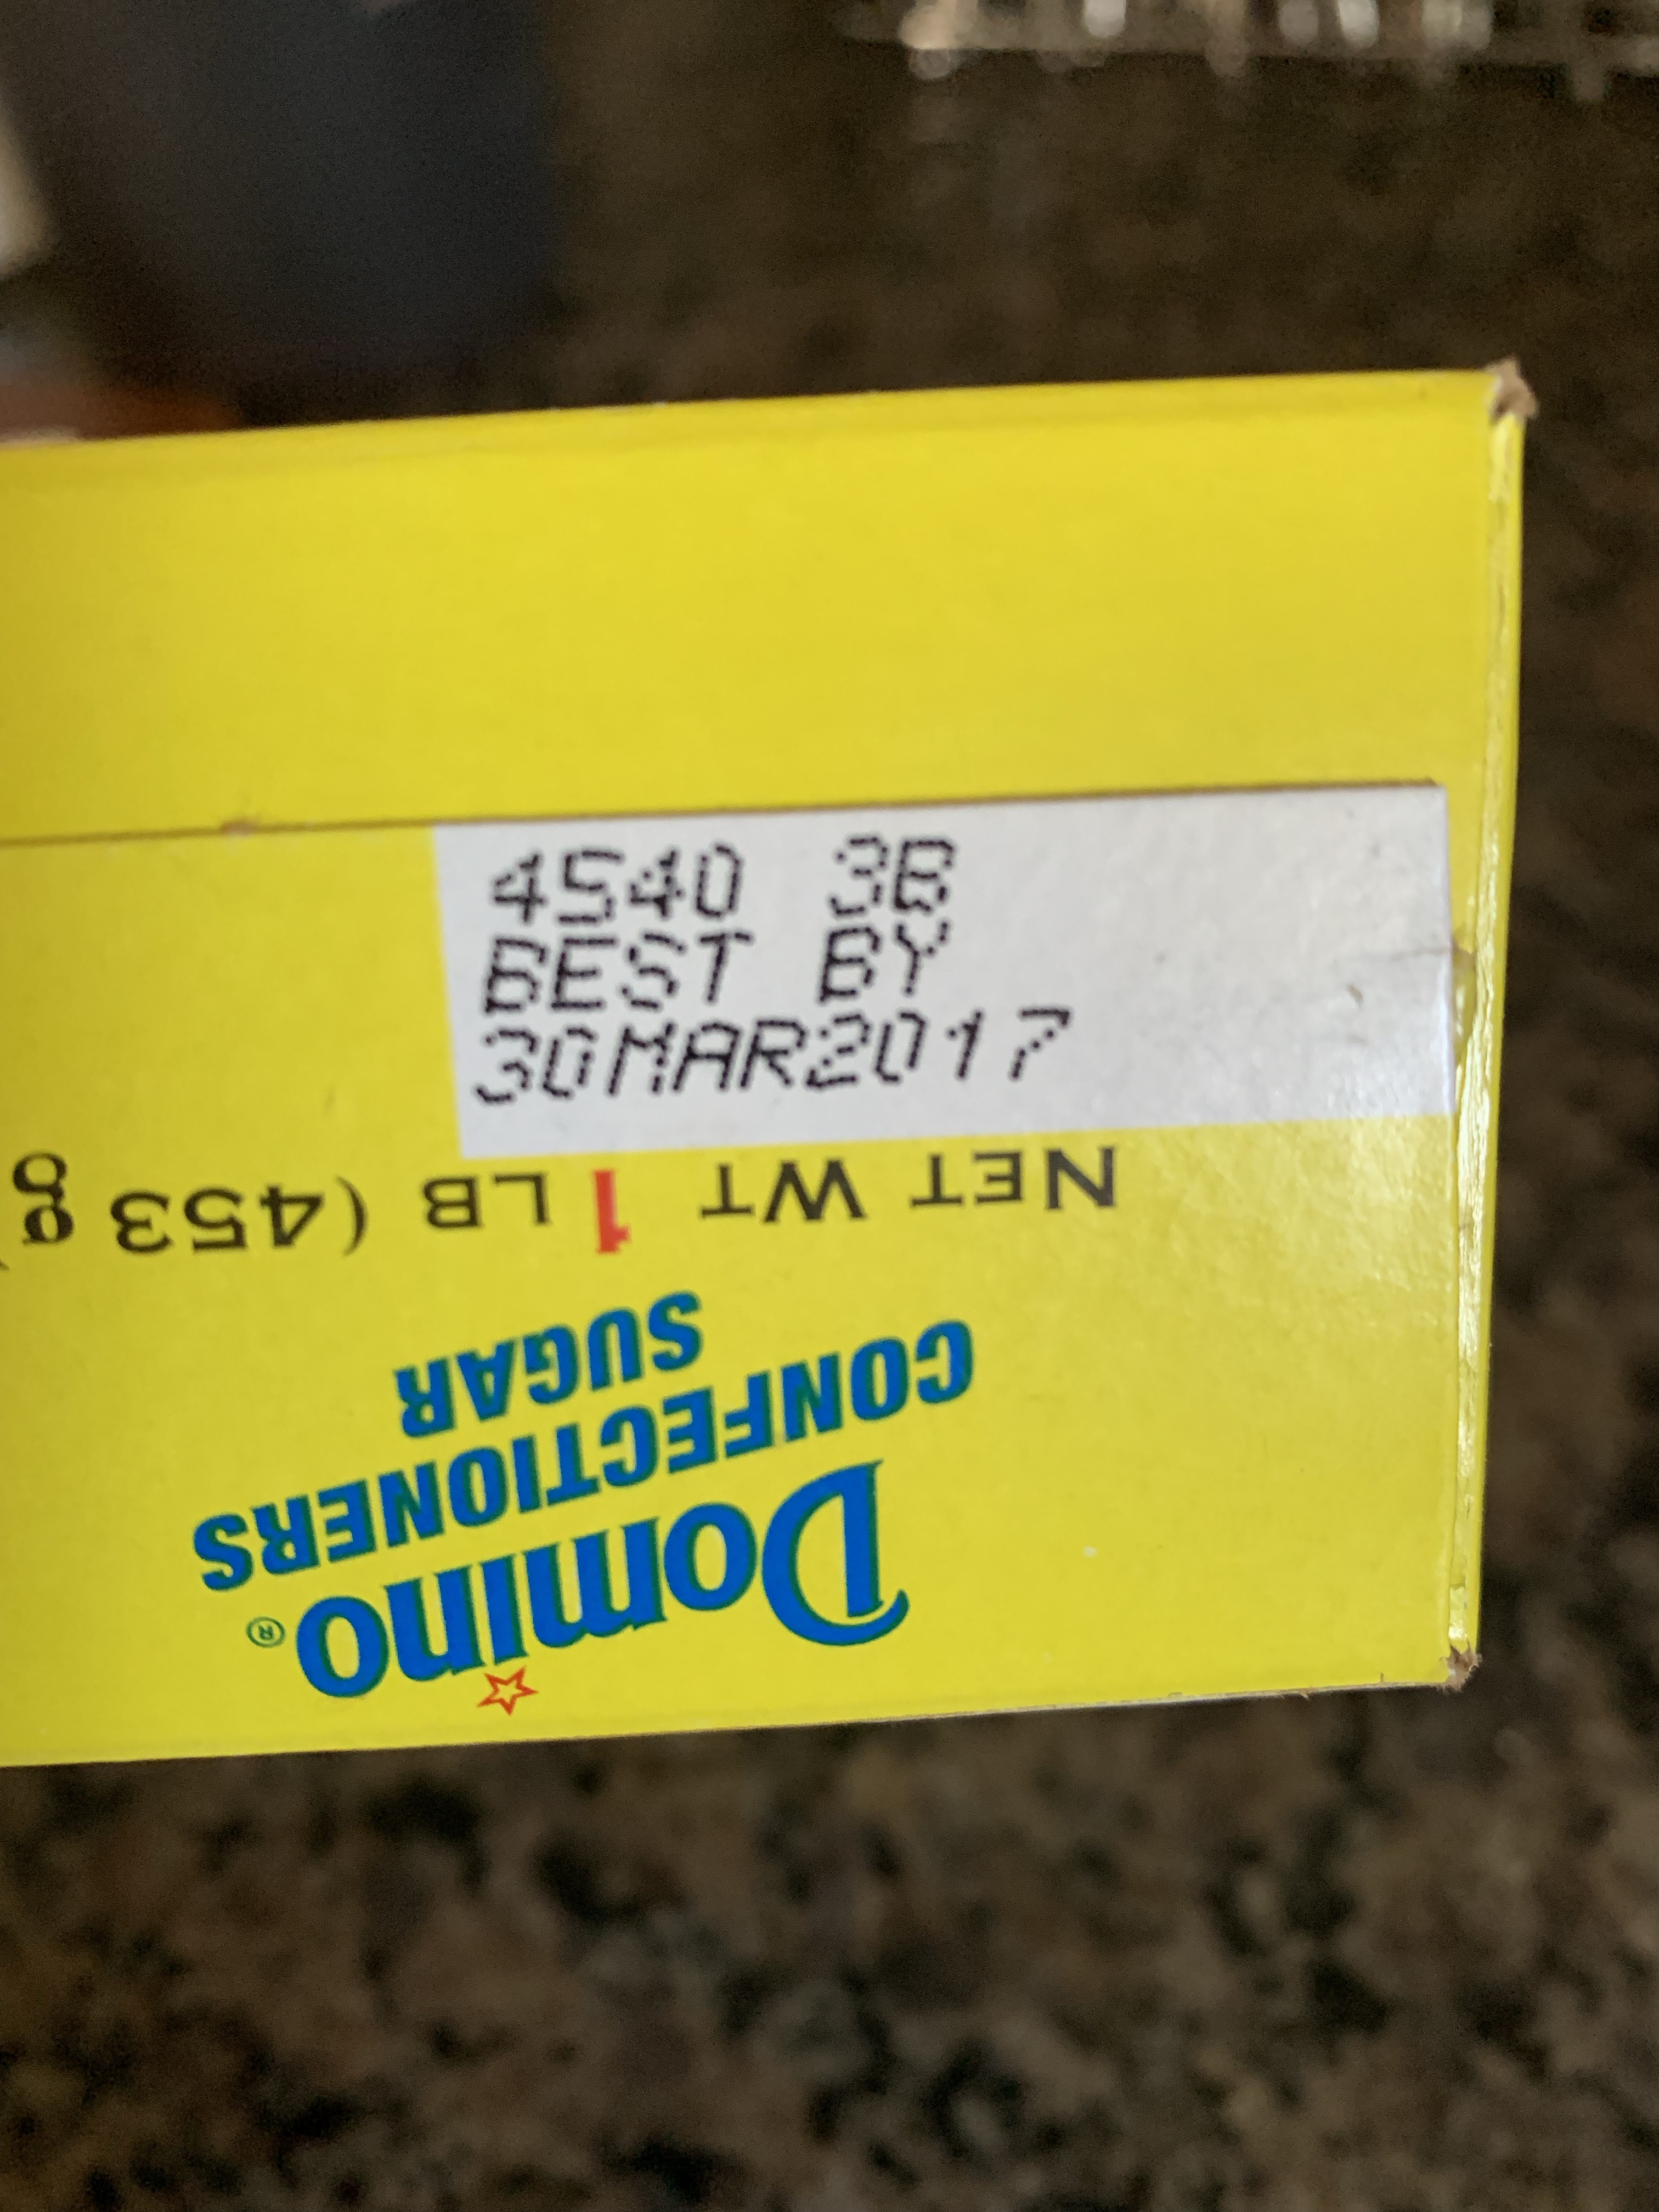 4540 3B
BEST BY
30MAR2017
Domino®
CONFECTIONERS
SUGAR
NET WT 1 LB (453 g)